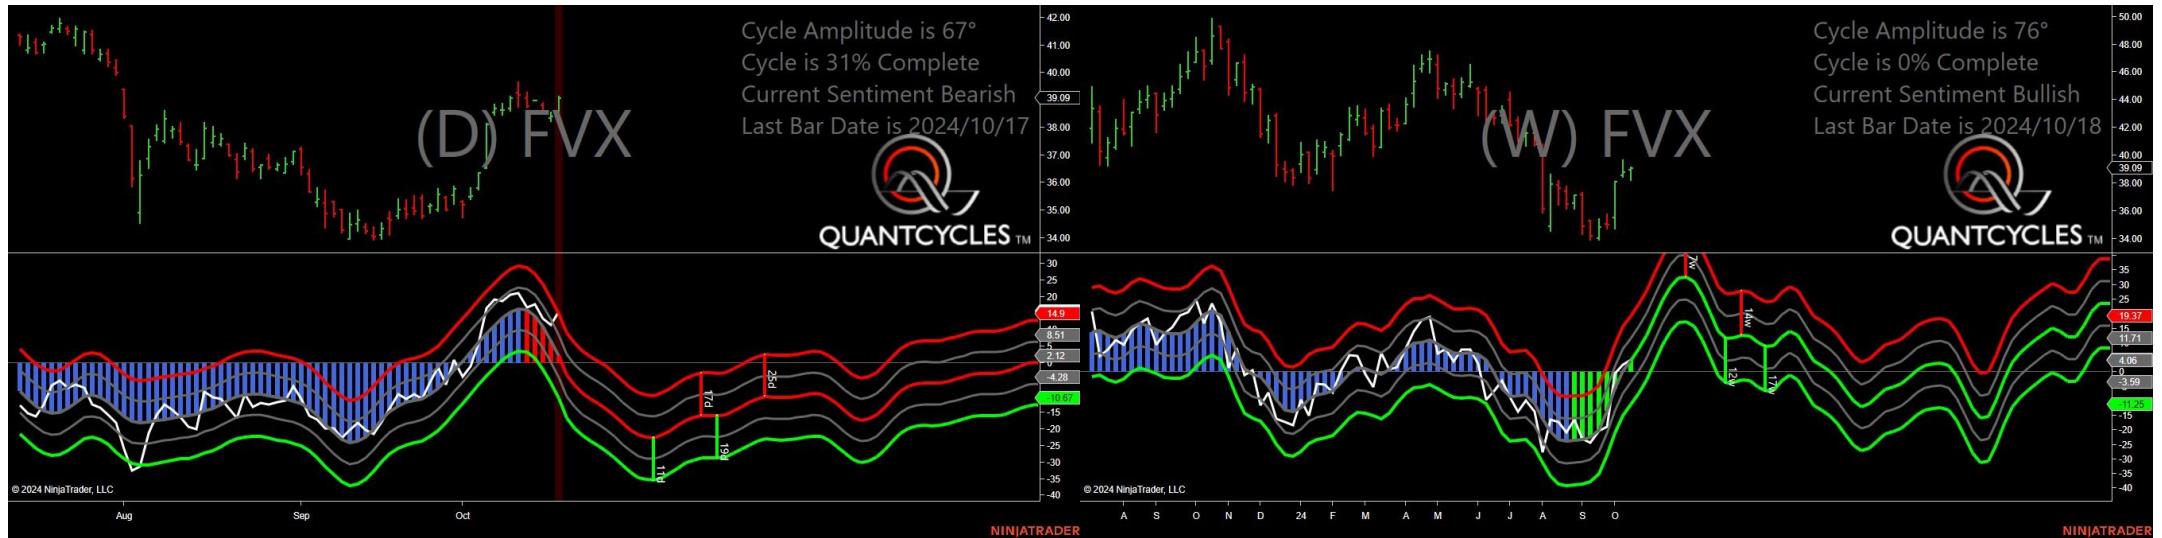 Cycle Amplitude is 67°
Cycle is 31% Complete
Current Sentiment Bearish
Last Bar Date is 2024/10/17
(D) FVX
QUANTCYCLES TM
42.00
41.00
40.00
39.09
38.00
37.00
36.00
35.00
34.00
30
25
20
14.9
8.51
5
2.12
0
-4.28
-10.67
-15
-20
-25
-30
-35
-40
11d
17d
19d
25d
© 2024 NinjaTrader, LLC
Aug Sep Oct
NINJATRADER
Cycle Amplitude is 76°
Cycle is 0% Complete
Current Sentiment Bullish
Last Bar Date is 2024/10/18
(W) FVX
QUANTCYCLES TM
50.00
48.00
46.00
44.00
42.00
40.00
39.09
38.00
36.00
34.00
35
30
25
19.37
15
11.71
4.06
0
-3.59
-11.25
-15
-20
-25
-30
-35
-40
7w
14w
12w
17w
© 2024 NinjaTrader, LLC
A S O N D 24 F M A M J J A S O
NINJATRADER